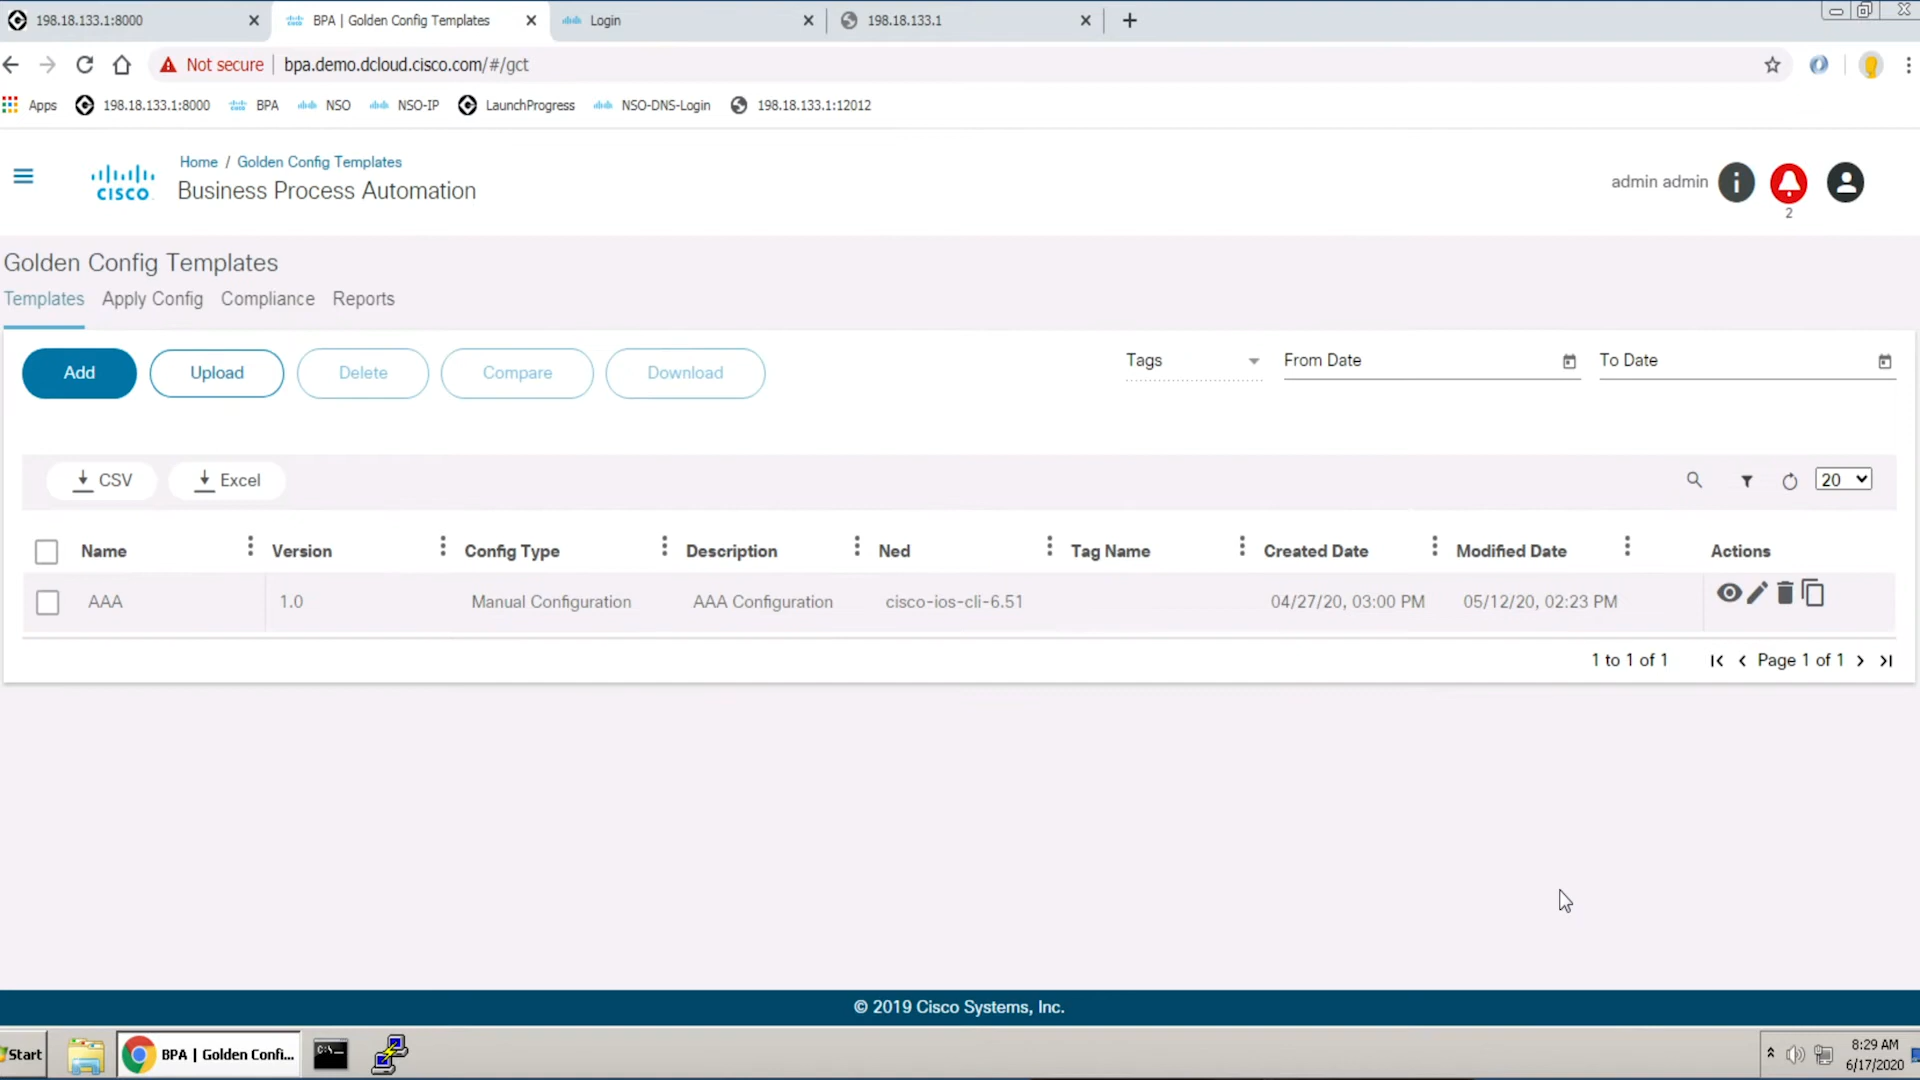 198.18.133.1:8000
BPA | Golden Config Templates
Login
198.18.133.1
Not secure
bpa.demo.dcloud.cisco.com/#/gct
Apps
198.18.133.1:8000
BPA
NSO
NSO-IP
LaunchProgress
NSO-DNS-Login
198.18.133.1:12012
CISCO
Home / Golden Config Templates
Business Process Automation
admin admin
2
Golden Config Templates
Templates Apply Config Compliance Reports
Add Upload Delete Compare Download
Tags From Date To Date
CSV Excel
20
Name Version Config Type Description Ned Tag Name Created Date Modified Date Actions
AAA 1.0 Manual Configuration AAA Configuration cisco-ios-cli-6.51 04/27/20, 03:00 PM 05/12/20, 02:23 PM
1 to 1 of 1 Page 1 of 1
© 2019 Cisco Systems, Inc.
Start
BPA | Golden Confi...
8:29 AM
6/17/2020